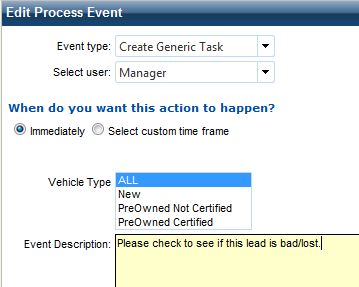 Edit Process Event
Event type: Create Generic Task
Select user: Manager
When do you want this action to happen?
Immediately Select custom time frame
Vehicle Type ALL
New
PreOwned Not Certified
PreOwned Certified
Event Description: Please check to see if this lead is bad/lost.